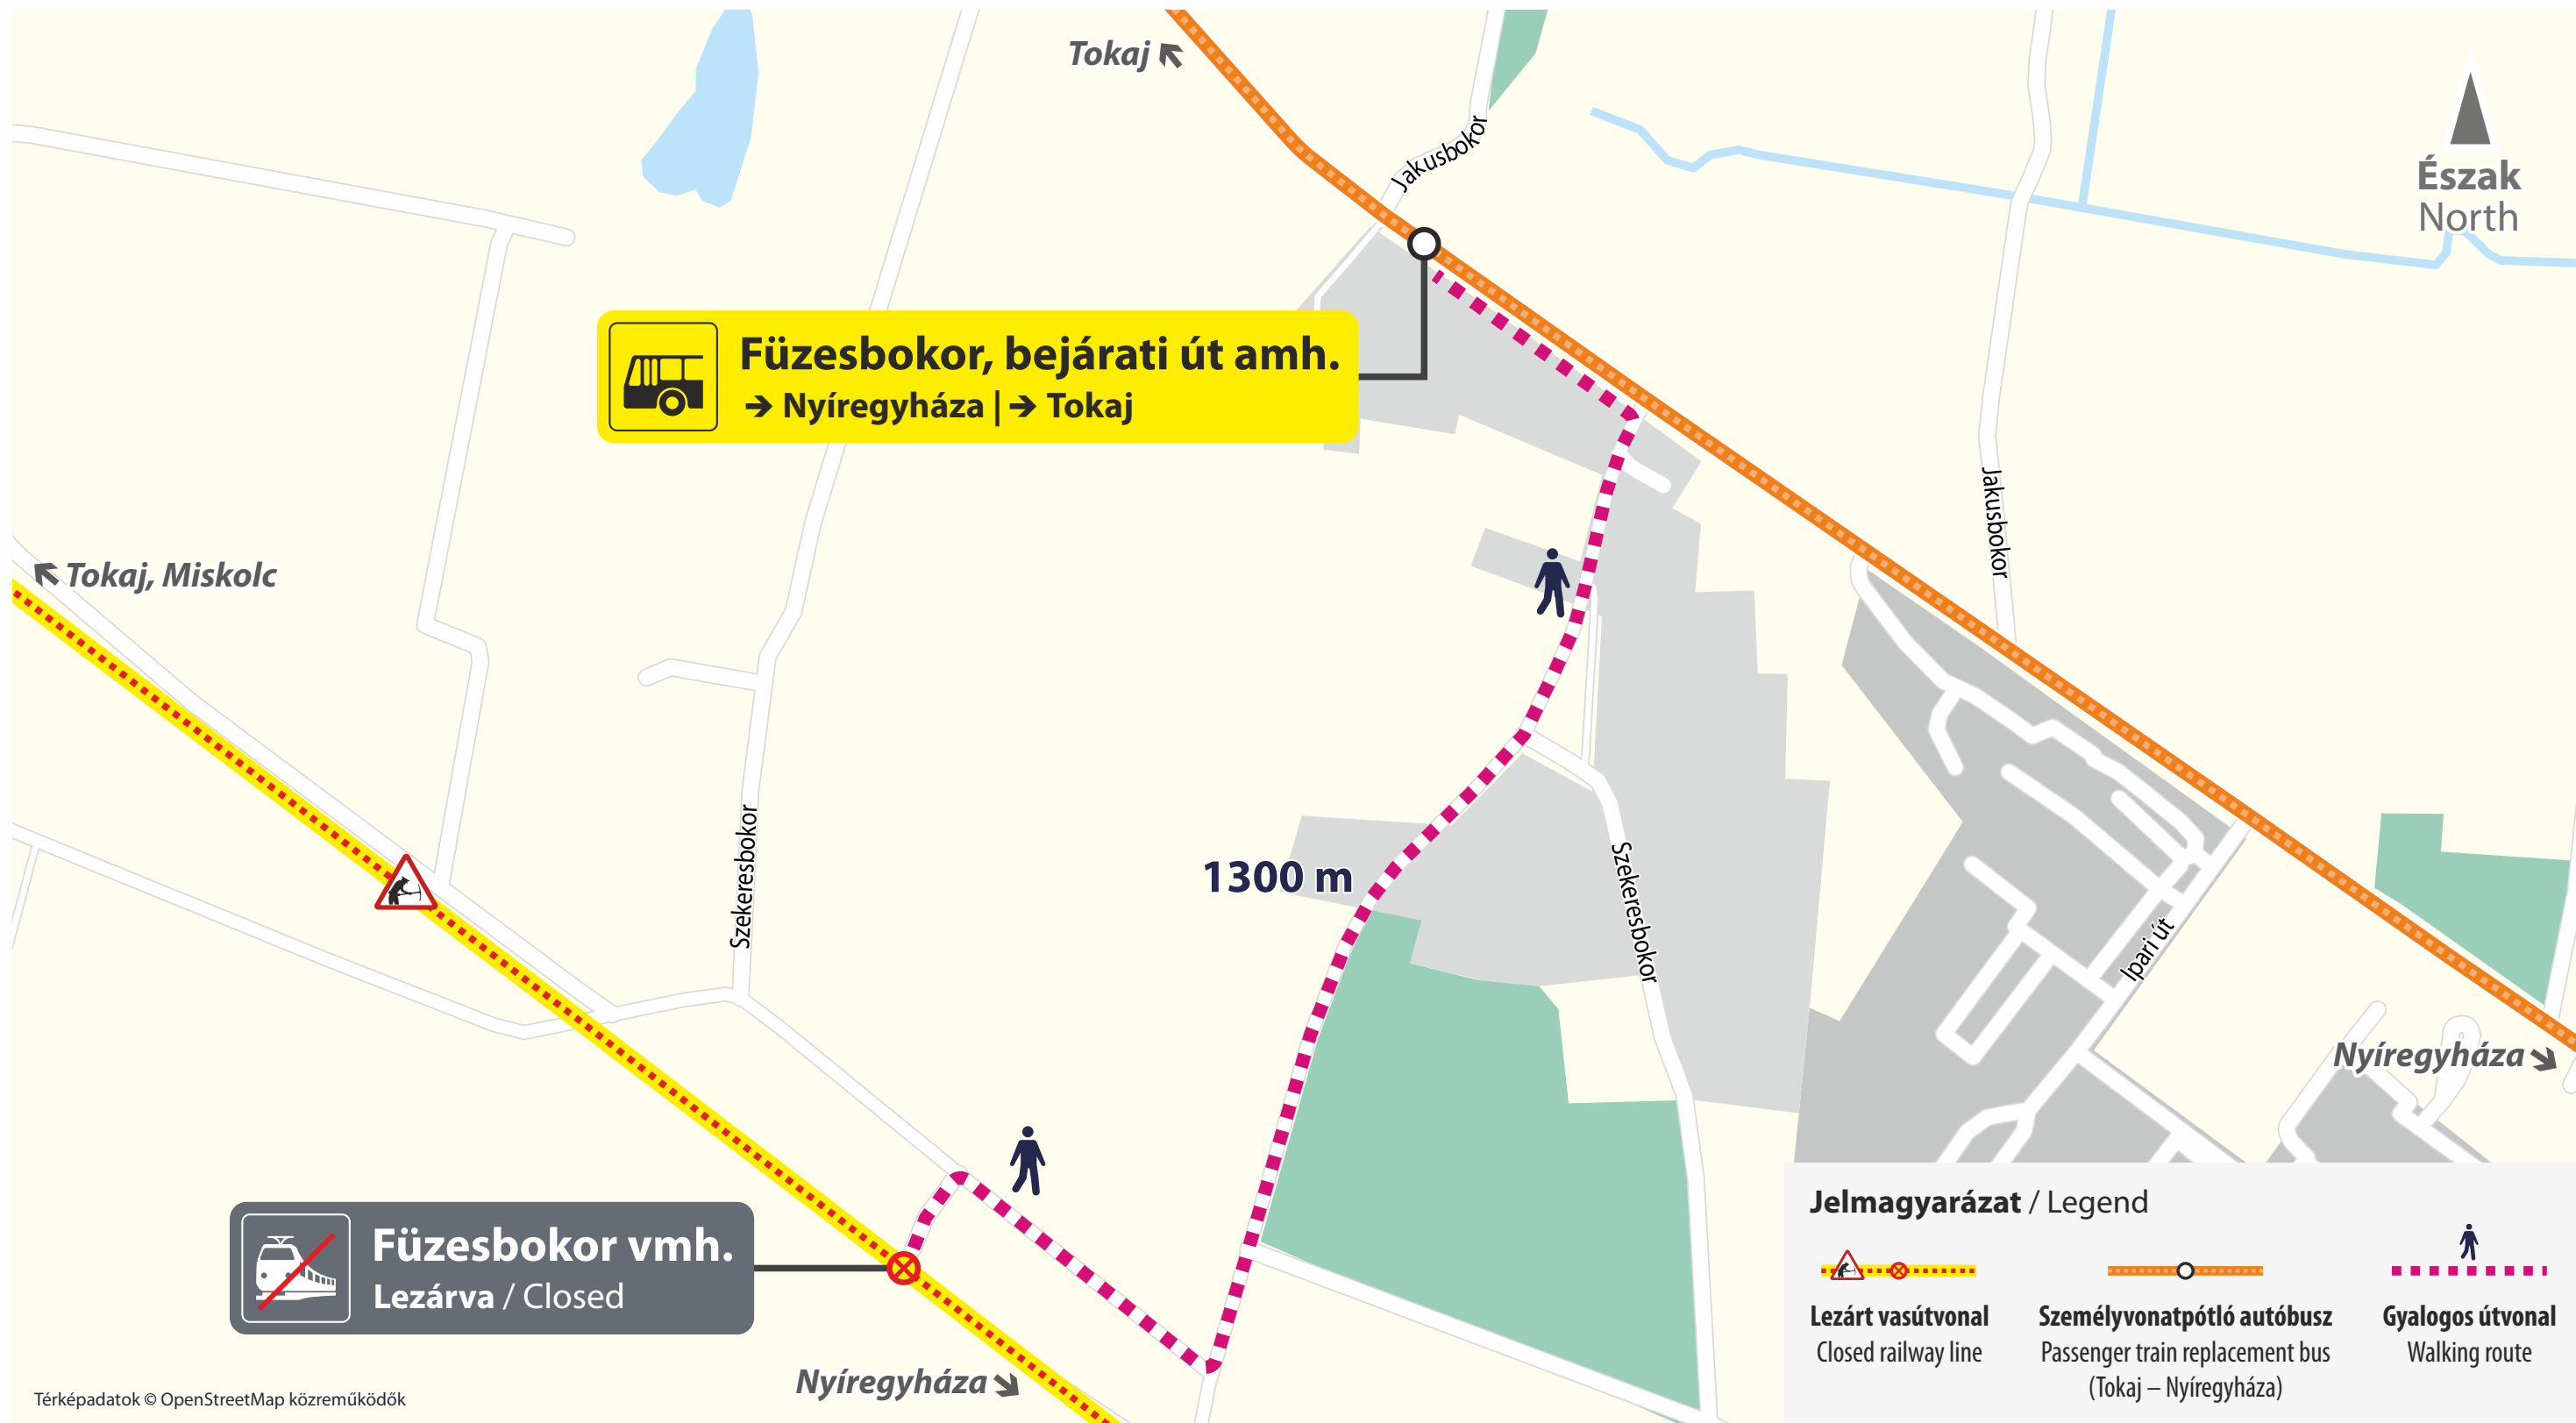 Tokaj
Jakusbokor
Észak
North
Füzesbokor, bejárati út amh.
➔ Nyíregyháza | ➔ Tokaj
Jakusbokor
Tokaj, Miskolc
Szekeresbokor
1300 m
Szekeresbokor
Ipari út
Nyíregyháza
Füzesbokor vmh.
Lezárva / Closed
Nyíregyháza
Jelmagyarázat / Legend
Lezárt vasútvonal
Closed railway line
Személyvonatpótló autóbusz
Passenger train replacement bus
(Tokaj – Nyíregyháza)
Gyalogos útvonal
Walking route
Térképadatok © OpenStreetMap közreműködők